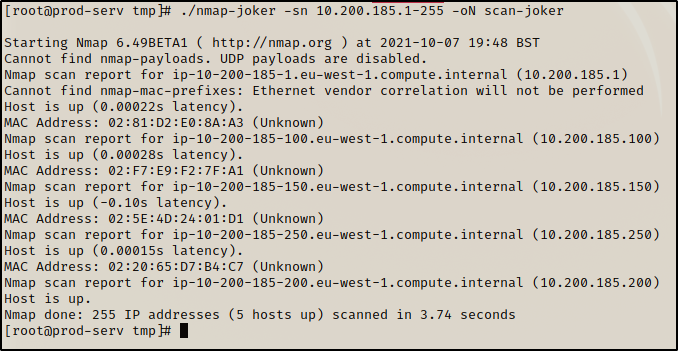 [root@prod-serv tmp]# ./nmap-joker -sn 10.200.185.1-255 -oN scan-joker
Starting Nmap 6.49BETA1 ( http://nmap.org ) at 2021-10-07 19:48 BST
Cannot find nmap-payloads. UDP payloads are disabled.
Nmap scan report for ip-10-200-185-1.eu-west-1.compute.internal (10.200.185.1)
Cannot find nmap-mac-prefixes: Ethernet vendor correlation will not be performed
Host is up (0.00022s latency).
MAC Address: 02:81:D2:E0:8A:A3 (Unknown)
Nmap scan report for ip-10-200-185-100.eu-west-1.compute.internal (10.200.185.100)
Host is up (0.00028s latency).
MAC Address: 02:F7:E9:F2:7F:A1 (Unknown)
Nmap scan report for ip-10-200-185-150.eu-west-1.compute.internal (10.200.185.150)
Host is up (-0.10s latency).
MAC Address: 02:5E:4D:24:01:D1 (Unknown)
Nmap scan report for ip-10-200-185-250.eu-west-1.compute.internal (10.200.185.250)
Host is up (0.00015s latency).
MAC Address: 02:20:65:D7:B4:C7 (Unknown)
Nmap scan report for ip-10-200-185-200.eu-west-1.compute.internal (10.200.185.200)
Host is up.
Nmap done: 255 IP addresses (5 hosts up) scanned in 3.74 seconds
[root@prod-serv tmp]#